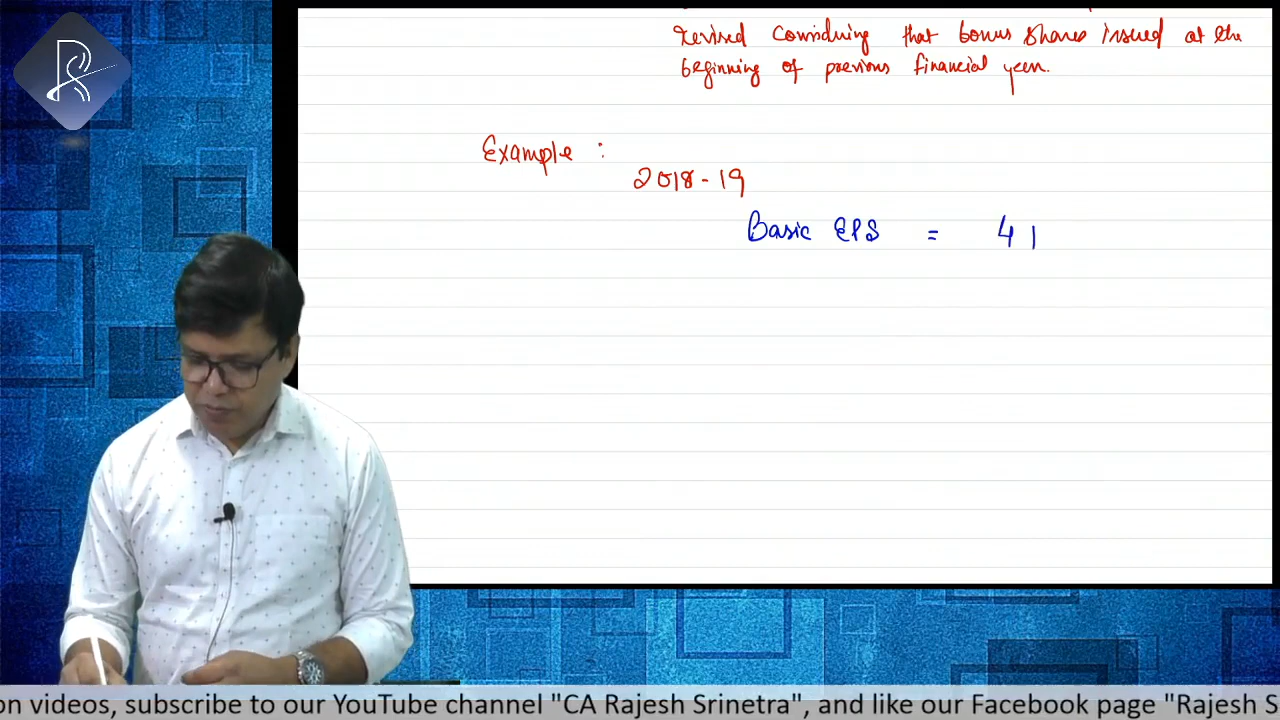 revised considering that bonus shares issued at the
beginning of previous financial year.
Example :
2018-19
Basic EPS = 41
on videos, subscribe to our YouTube channel "CA Rajesh Srinetra", and like our Facebook page "Rajesh S